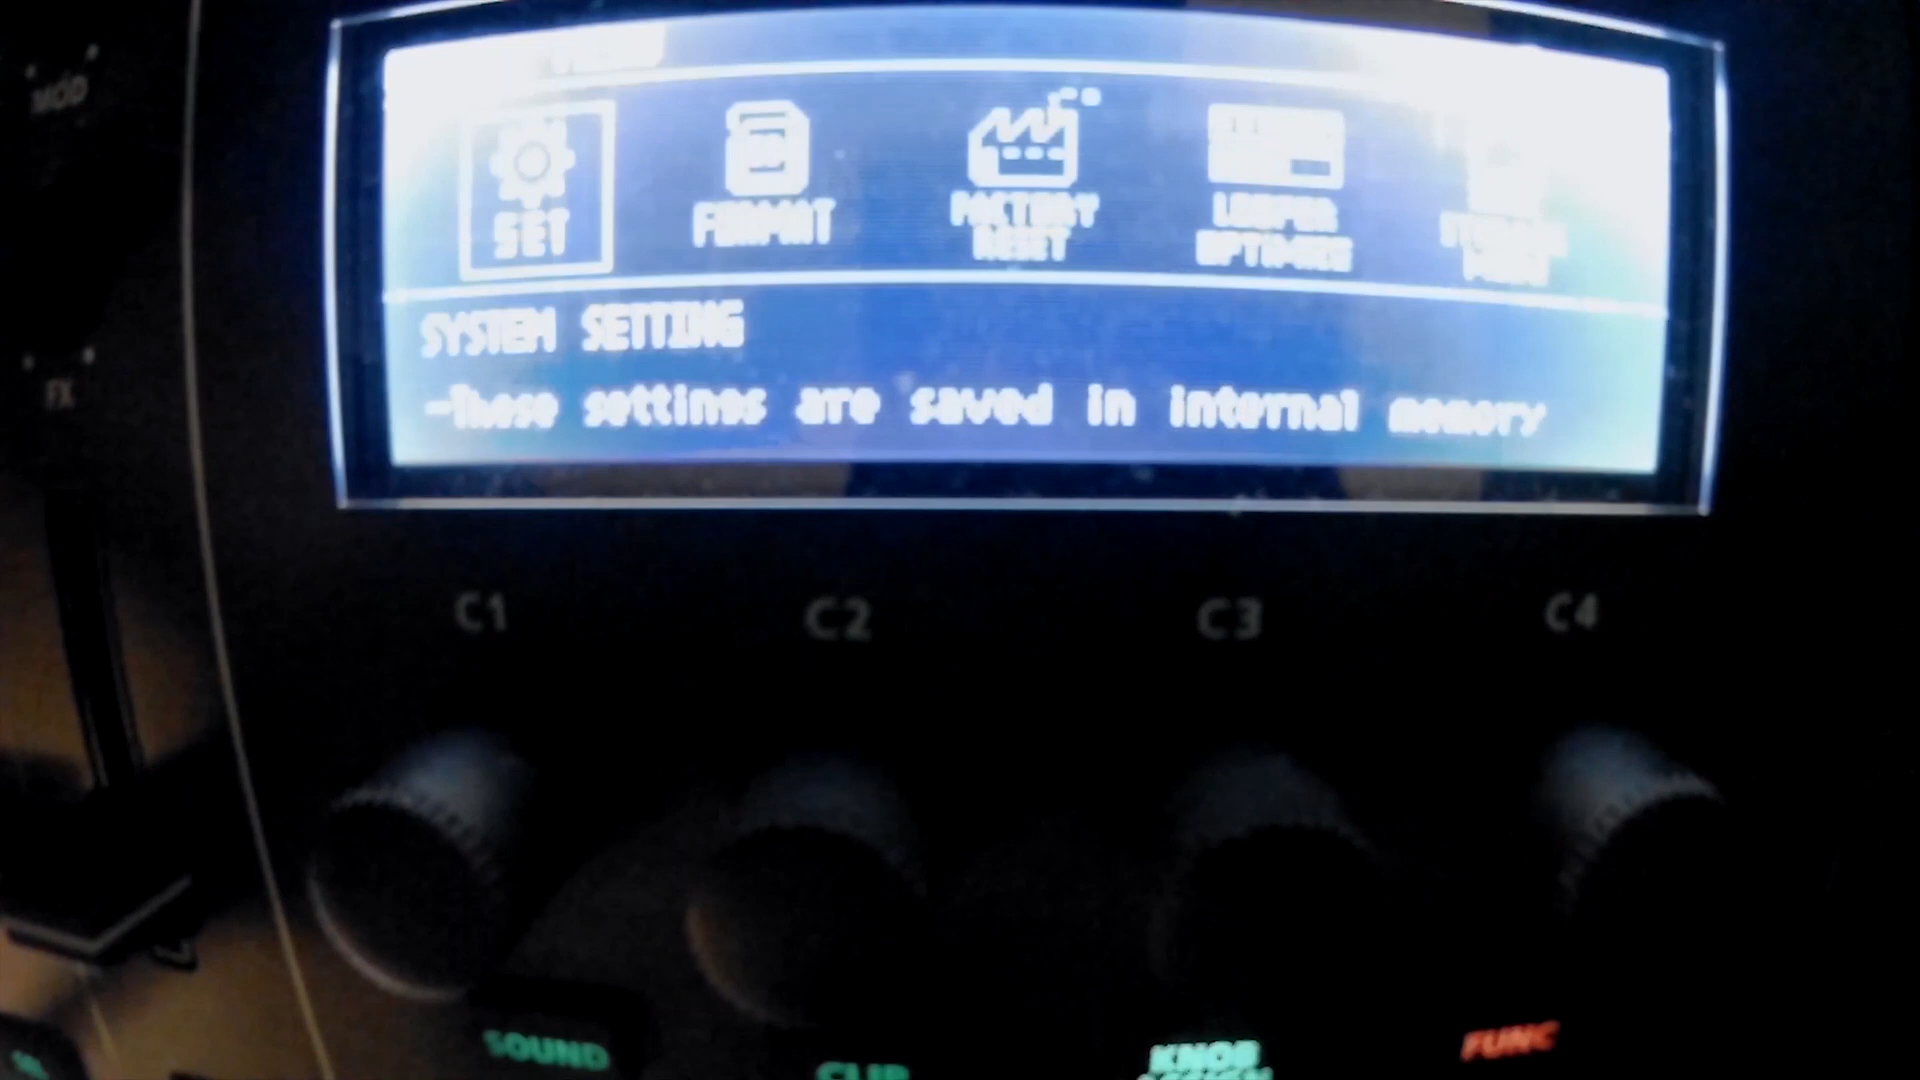 MOD
SET
FORMAT
FACTORY
RESET
LOOPER
OPTIONS
SYSTEM SETTING
-These settings are saved in internal memory
FX
C1
C2
C3
C4
SOUND
CLIP
KNOB
ASSIGN
FUNC